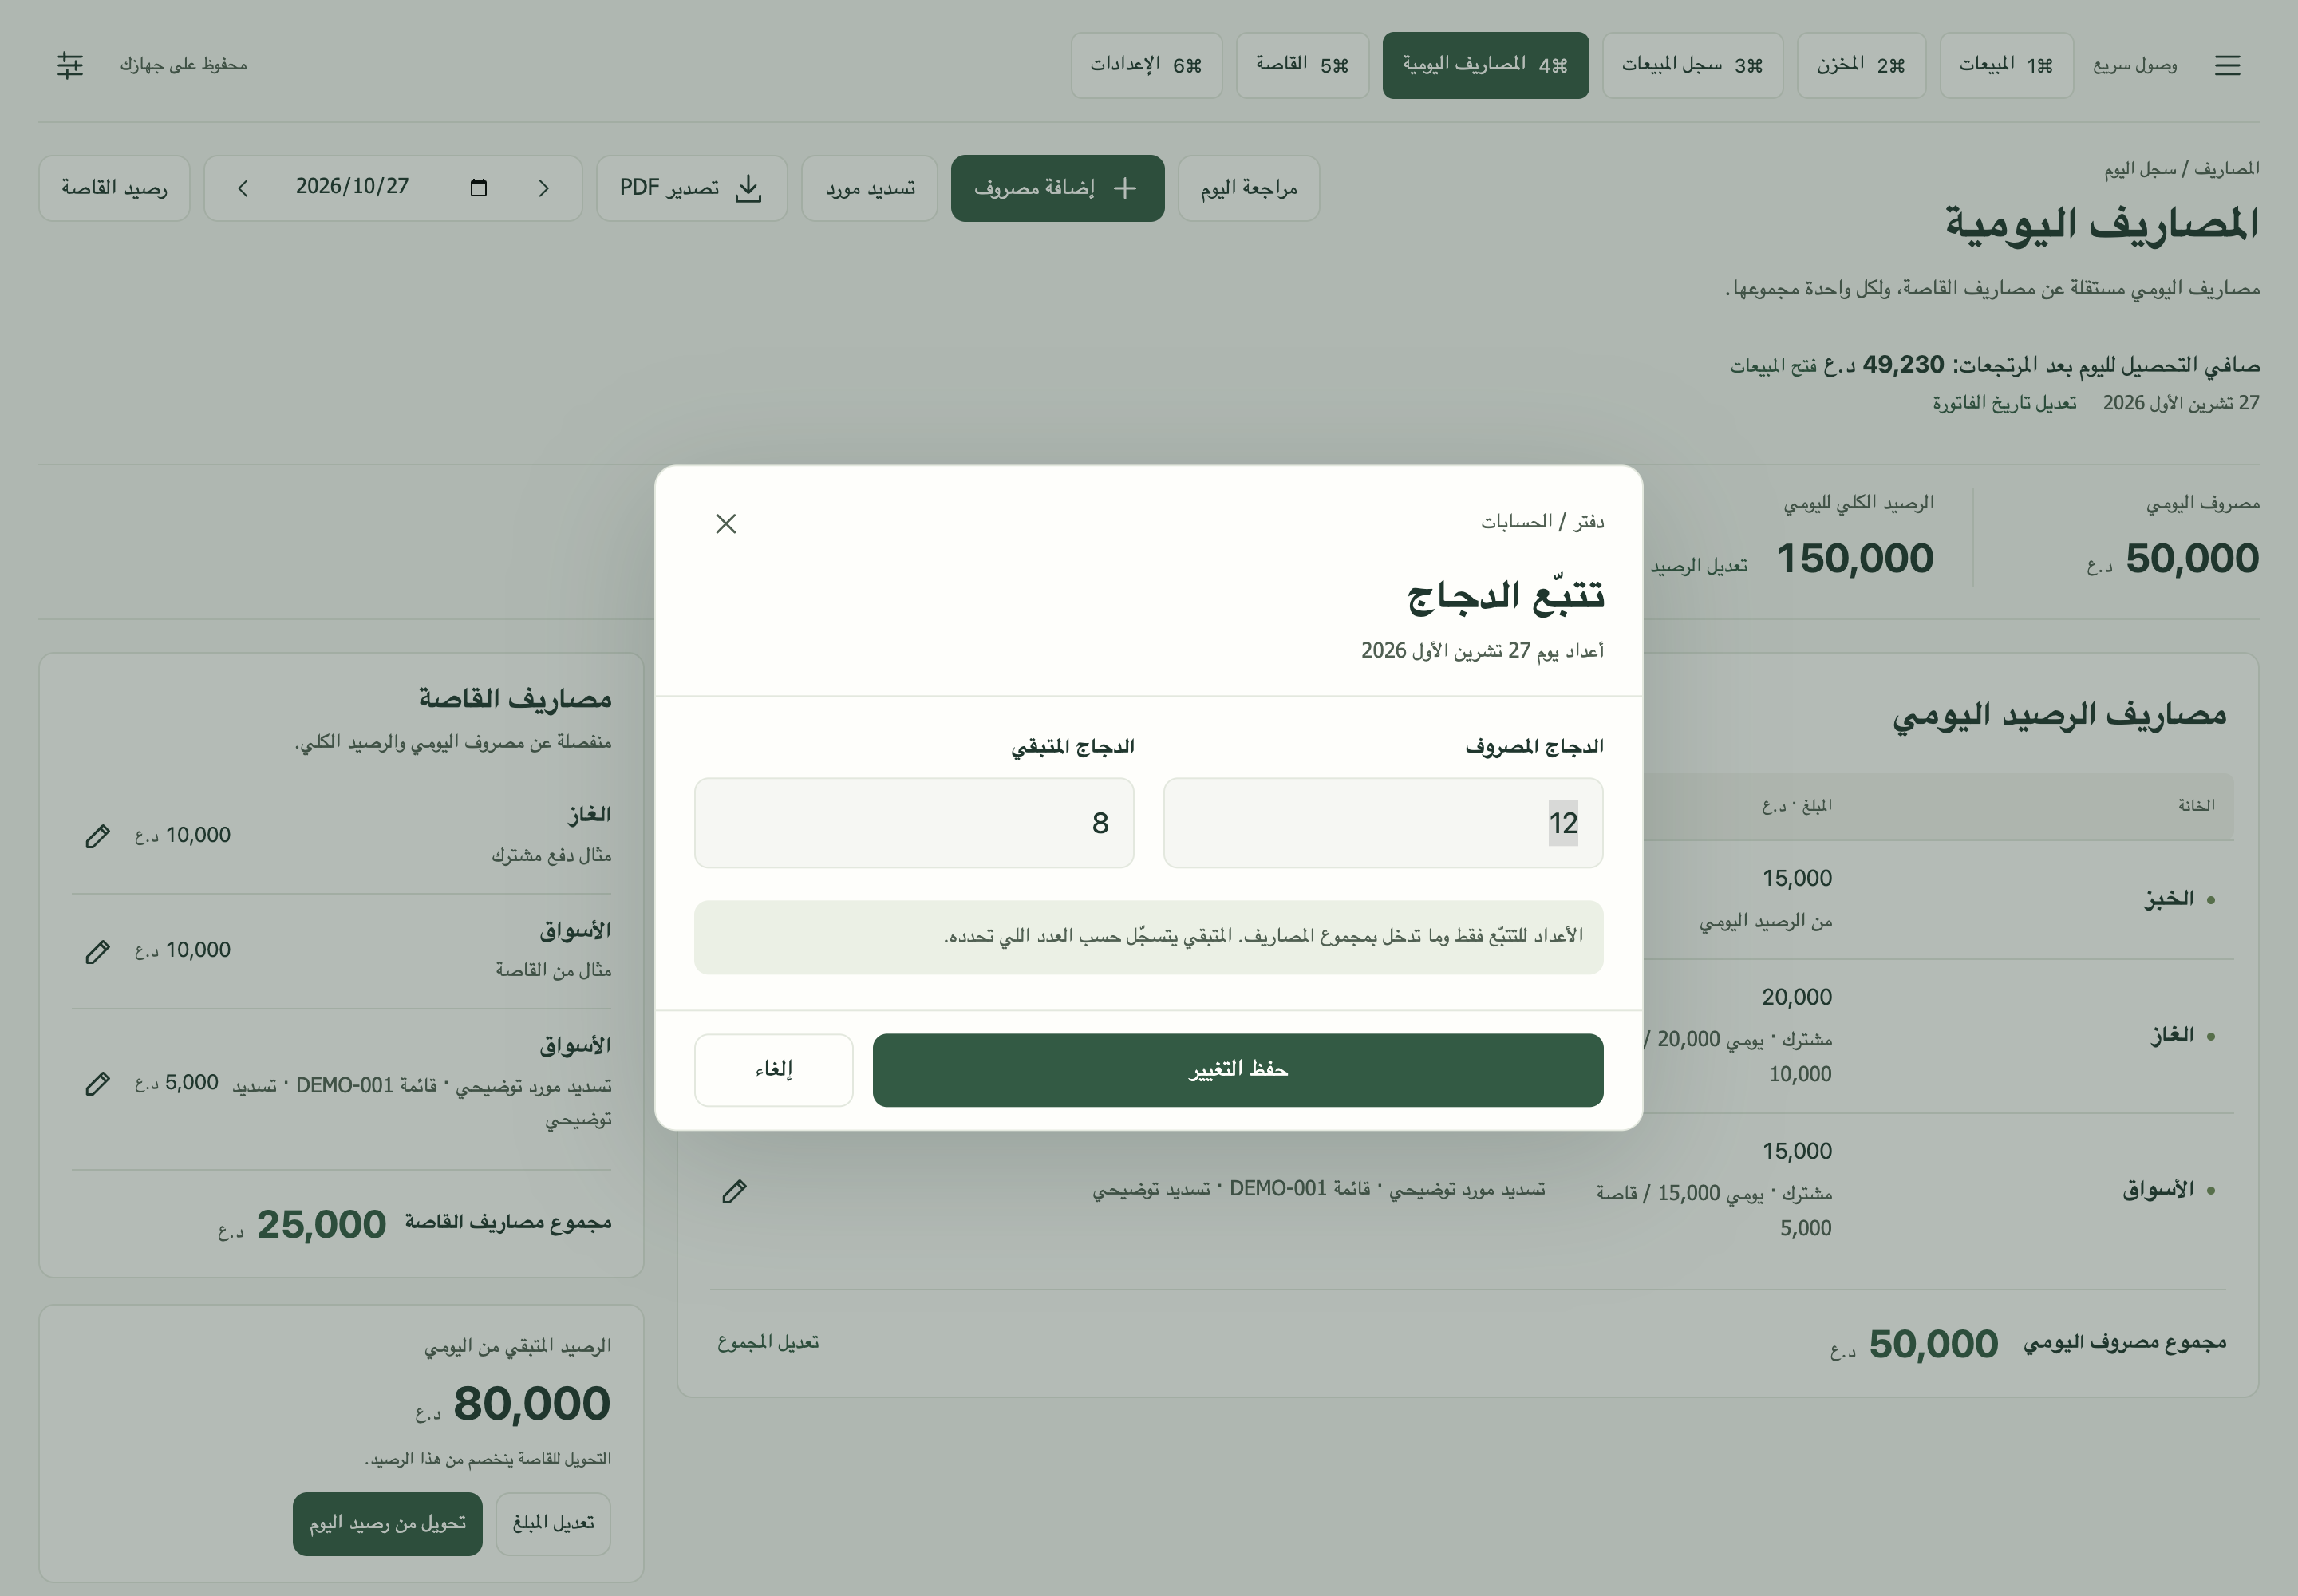 وصول سريع
⌘1 المبيعات
⌘2 المخزن
⌘3 سجل المبيعات
⌘4 المصاريف اليومية
⌘5 القاصة
⌘6 الإعدادات
محفوظ على جهازك
المصاريف / سجل اليوم
المصاريف اليومية
مصاريف اليومي مستقلة عن مصاريف القاصة، ولكل واحدة مجموعها.
مراجعة اليوم
إضافة مصروف
تسديد مورد
تصدير PDF
2026/10/27
رصيد القاصة
صافي التحصيل لليوم بعد المرتجعات: 49,230 د.ع فتح المبيعات
27 تشرين الأول 2026 تعديل تاريخ الفاتورة
مصروف اليومي
50,000 د.ع
الرصيد الكلي لليومي
150,000 تعديل الرصيد
دفتر / الحسابات
تتبّع الدجاج
أعداد يوم 27 تشرين الأول 2026
الدجاج المصروف
12
الدجاج المتبقي
8
الأعداد للتتبّع فقط وما تدخل بمجموع المصاريف. المتبقي يتسجّل حسب العدد اللي تحدده.
حفظ التغيير
إلغاء
مصاريف الرصيد اليومي
الخانة
المبلغ · د.ع
الخبز
15,000
من الرصيد اليومي
الغاز
20,000
مشترك · يومي 20,000 /
10,000
الأسواق
15,000
مشترك · يومي 15,000 / قاصة
5,000
تسديد مورد توضيحي · قائمة DEMO-001 · تسديد توضيحي
مجموع مصروف اليومي 50,000 د.ع
تعديل المجموع
مصاريف القاصة
منفصلة عن مصروف اليومي والرصيد الكلي.
الغاز
مثال دفع مشترك
10,000 د.ع
الأسواق
مثال من القاصة
10,000 د.ع
الأسواق
تسديد مورد توضيحي · قائمة DEMO-001 · تسديد
توضيحي
5,000 د.ع
مجموع مصاريف القاصة 25,000 د.ع
الرصيد المتبقي من اليومي
80,000 د.ع
التحويل للقاصة ينخصم من هذا الرصيد.
تعديل المبلغ
تحويل من رصيد اليوم